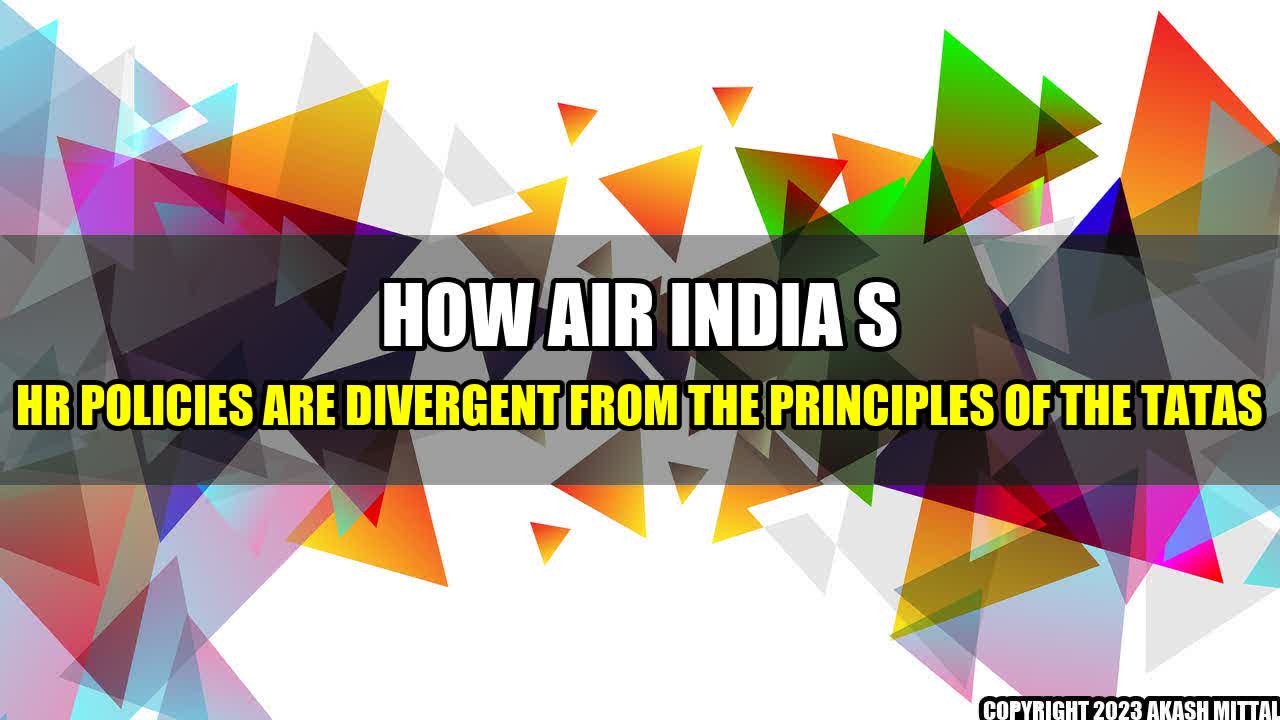 HOW AIR INDIA S
HR POLICIES ARE DIVERGENT FROM THE PRINCIPLES OF THE TATAS
COPYRIGHT 2023 AKASH MITTAL